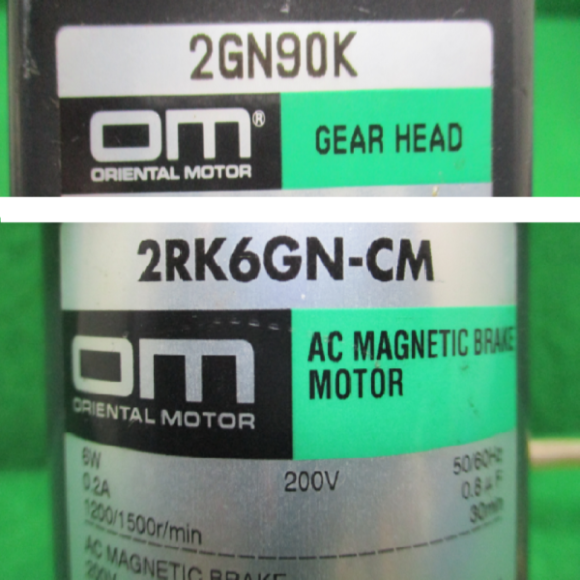 2GN90K
OM®
ORIENTAL MOTOR
GEAR HEAD
2RK6GN-CM
OM
ORIENTAL MOTOR
AC MAGNETIC BRAKE
MOTOR
6W 200V 50/60Hz
0.2A 0.8μF
1200/1500r/min 30min
AC MAGNETIC BRAKE
200V